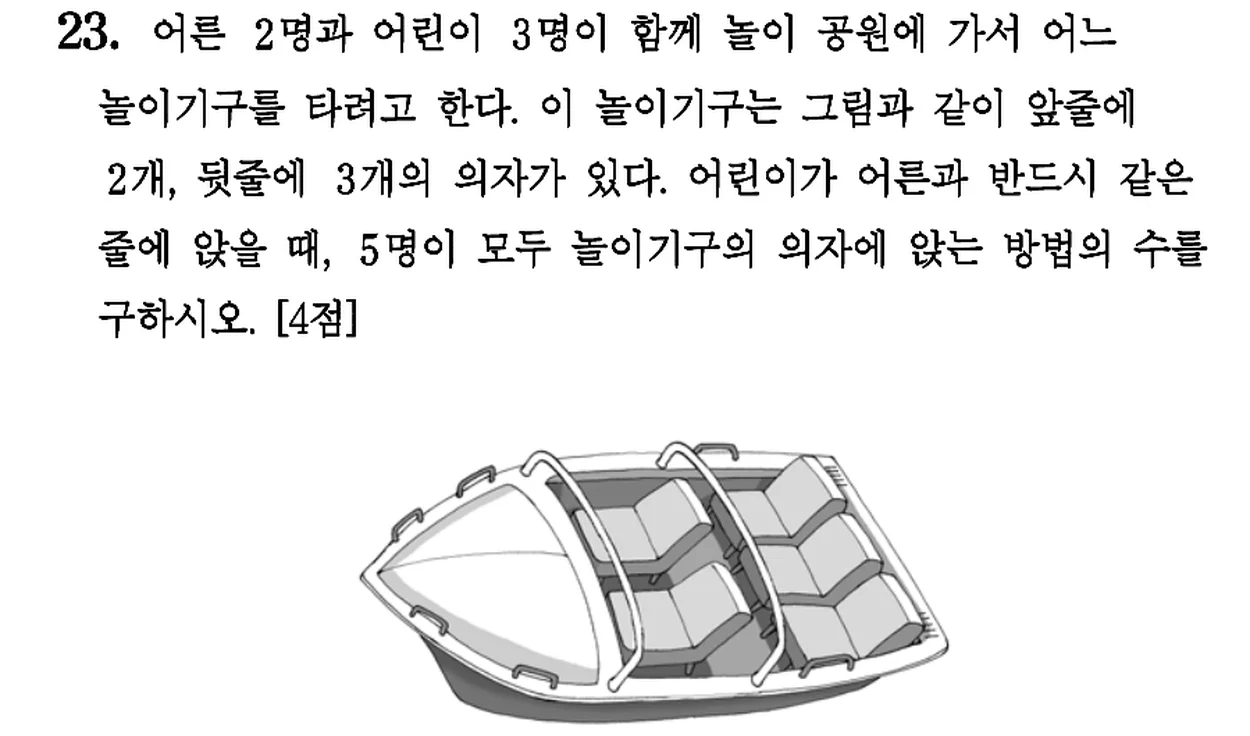 23. 어른 2명과 어린이 3명이 함께 놀이 공원에 가서 어느
놀이기구를 타려고 한다. 이 놀이기구는 그림과 같이 앞줄에
2개, 뒷줄에 3개의 의자가 있다. 어린이가 어른과 반드시 같은
줄에 앉을 때, 5명이 모두 놀이기구의 의자에 앉는 방법의 수를
구하시오. [4점]